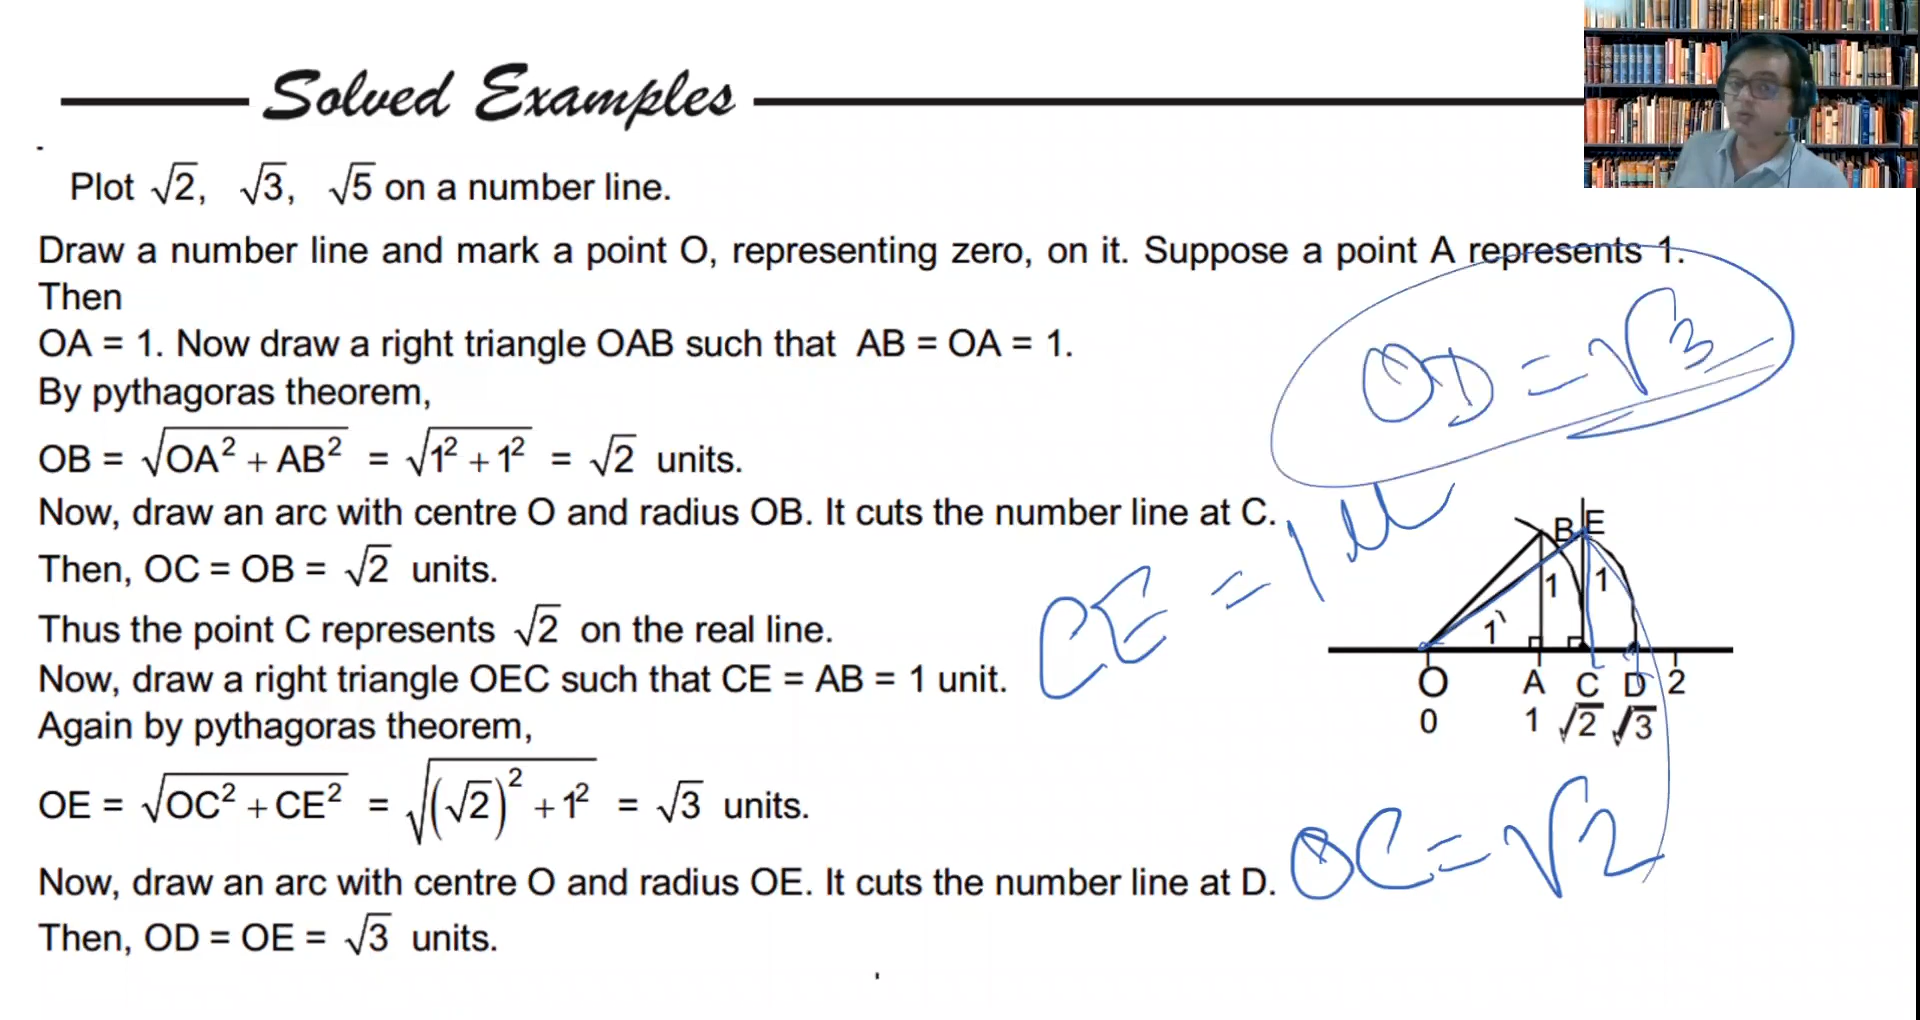 Solved Examples
Plot √2, √3, √5 on a number line.
Draw a number line and mark a point O, representing zero, on it. Suppose a point A represents 1.
Then
OA = 1. Now draw a right triangle OAB such that AB = OA = 1.
By pythagoras theorem,
OB = √(OA² + AB²) = √(1² + 1²) = √2 units.
Now, draw an arc with centre O and radius OB. It cuts the number line at C.
Then, OC = OB = √2 units.
Thus the point C represents √2 on the real line.
Now, draw a right triangle OEC such that CE = AB = 1 unit.
Again by pythagoras theorem,
OE = √(OC² + CE²) = √((√2)² + 1²) = √3 units.
Now, draw an arc with centre O and radius OE. It cuts the number line at D.
Then, OD = OE = √3 units.
OD = √3
CE = 1
B E
1 1
1
O A C D 2
0 1 √2 √3
OC = √2